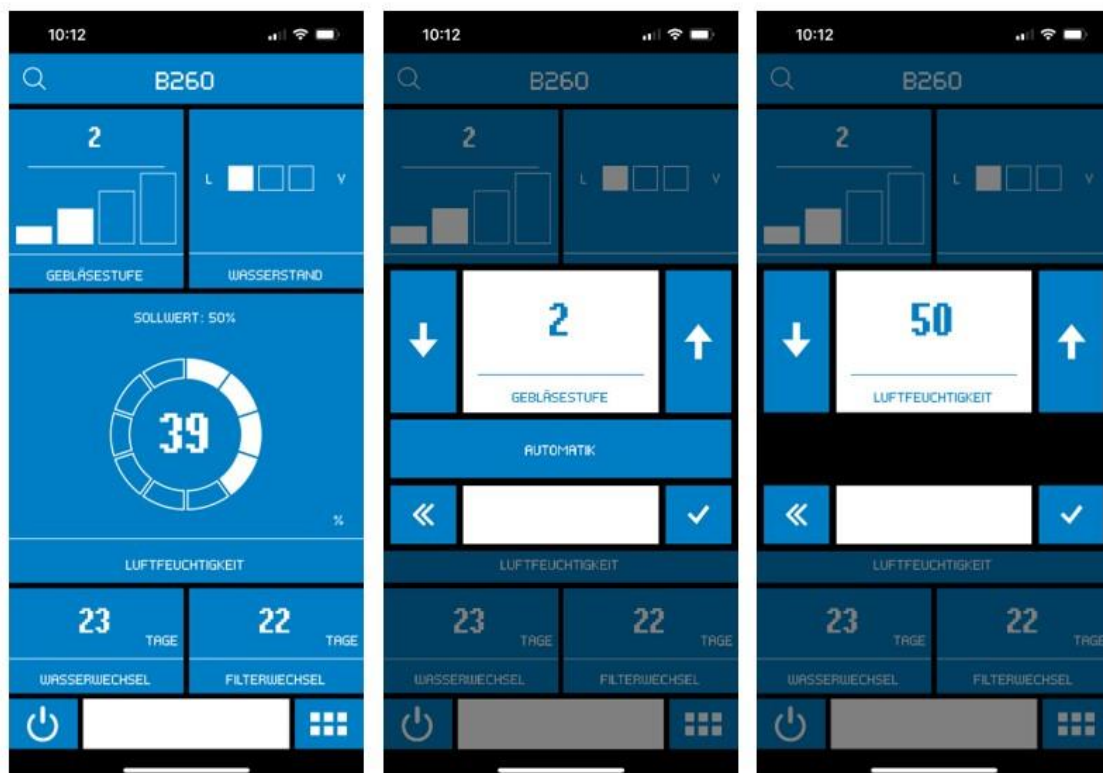 10:12
B260
2
L V
GEBLÄSESTUFE
WASSERSTAND
SOLLWERT: 50%
39
%
LUFTFEUCHTIGKEIT
23 TAGE
22 TAGE
WASSERWECHSEL
FILTERWECHSEL
10:12
B260
2
L V
2
GEBLÄSESTUFE
AUTOMATIK
LUFTFEUCHTIGKEIT
23 TAGE
22 TAGE
WASSERWECHSEL
FILTERWECHSEL
10:12
B260
2
L V
50
LUFTFEUCHTIGKEIT
LUFTFEUCHTIGKEIT
23 TAGE
22 TAGE
WASSERWECHSEL
FILTERWECHSEL